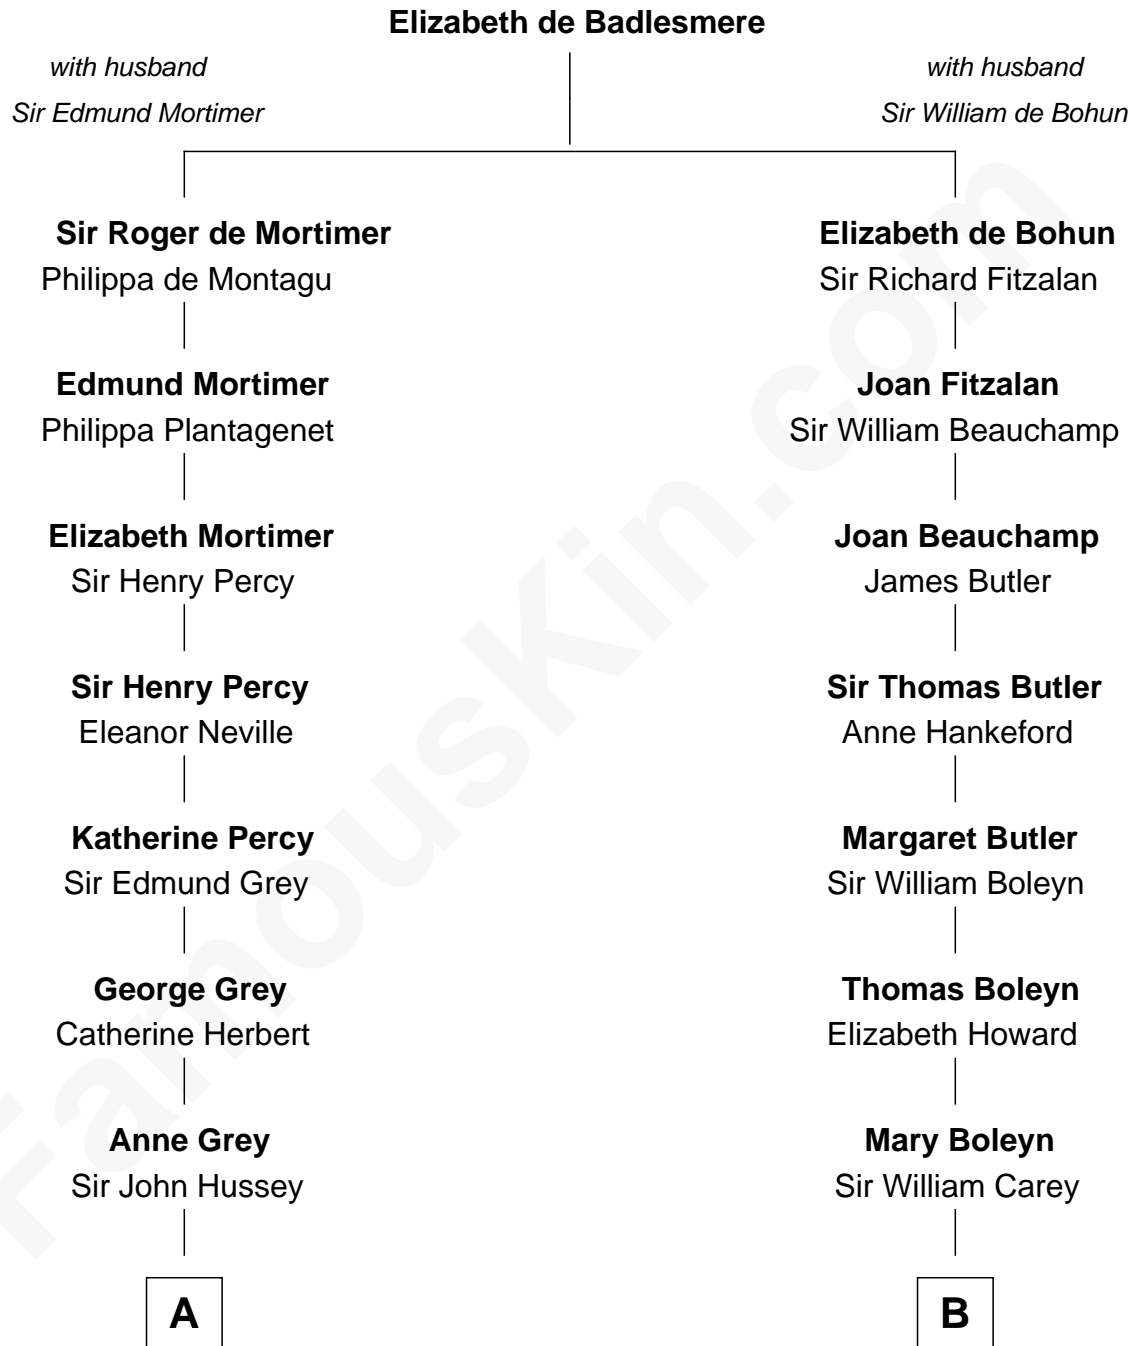 Elizabeth de Badlesmere
with husband
Sir Edmund Mortimer
with husband
Sir William de Bohun
Sir Roger de Mortimer
Philippa de Montagu
Elizabeth de Bohun
Sir Richard Fitzalan
Edmund Mortimer
Philippa Plantagenet
Joan Fitzalan
Sir William Beauchamp
Elizabeth Mortimer
Sir Henry Percy
Joan Beauchamp
James Butler
Sir Henry Percy
Eleanor Neville
Sir Thomas Butler
Anne Hankeford
Katherine Percy
Sir Edmund Grey
Margaret Butler
Sir William Boleyn
George Grey
Catherine Herbert
Thomas Boleyn
Elizabeth Howard
Anne Grey
Sir John Hussey
Mary Boleyn
Sir William Carey
A
B
FamousKin.com